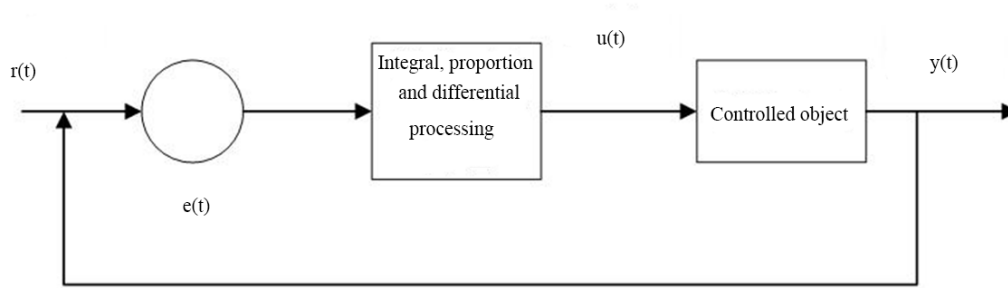 r(t)
e(t)
Integral, proportion
and differential
processing
u(t)
Controlled object
y(t)